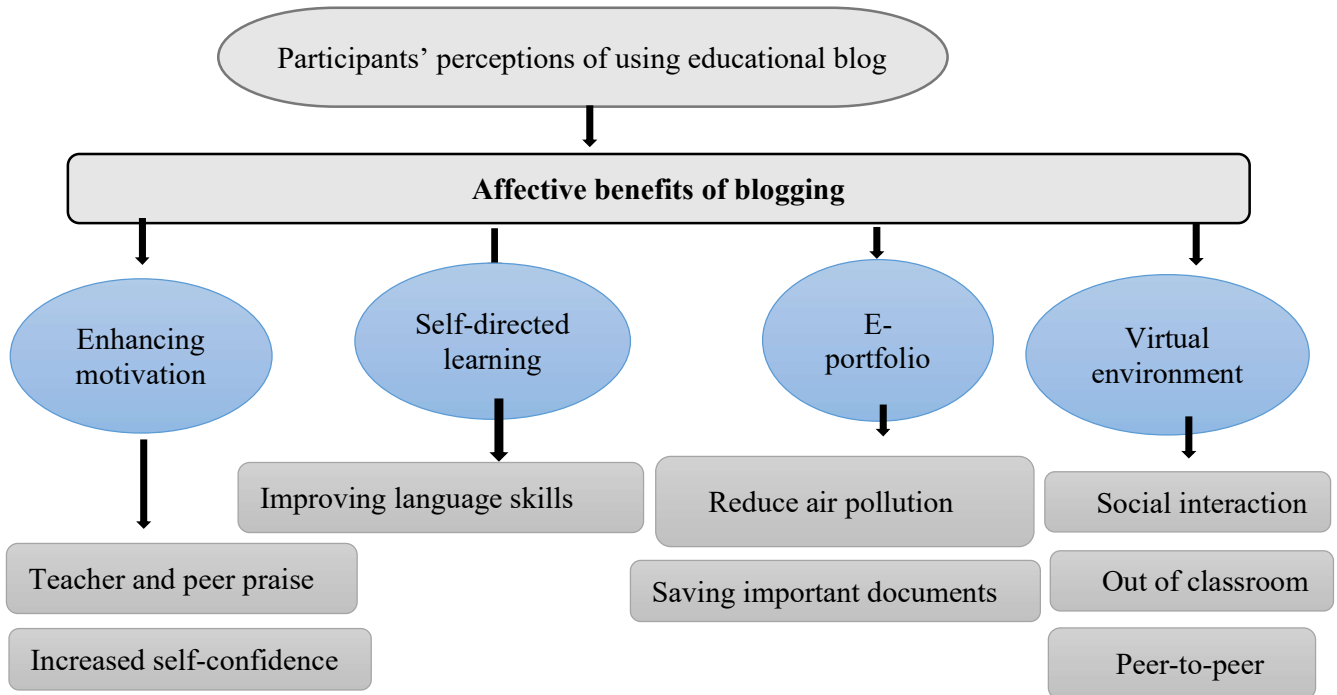 Participants’ perceptions of using educational blog
Affective benefits of blogging
Enhancing
motivation
Self-directed
learning
E-
portfolio
Virtual
environment
Improving language skills
Reduce air pollution
Social interaction
Teacher and peer praise
Saving important documents
Out of classroom
Increased self-confidence
Peer-to-peer